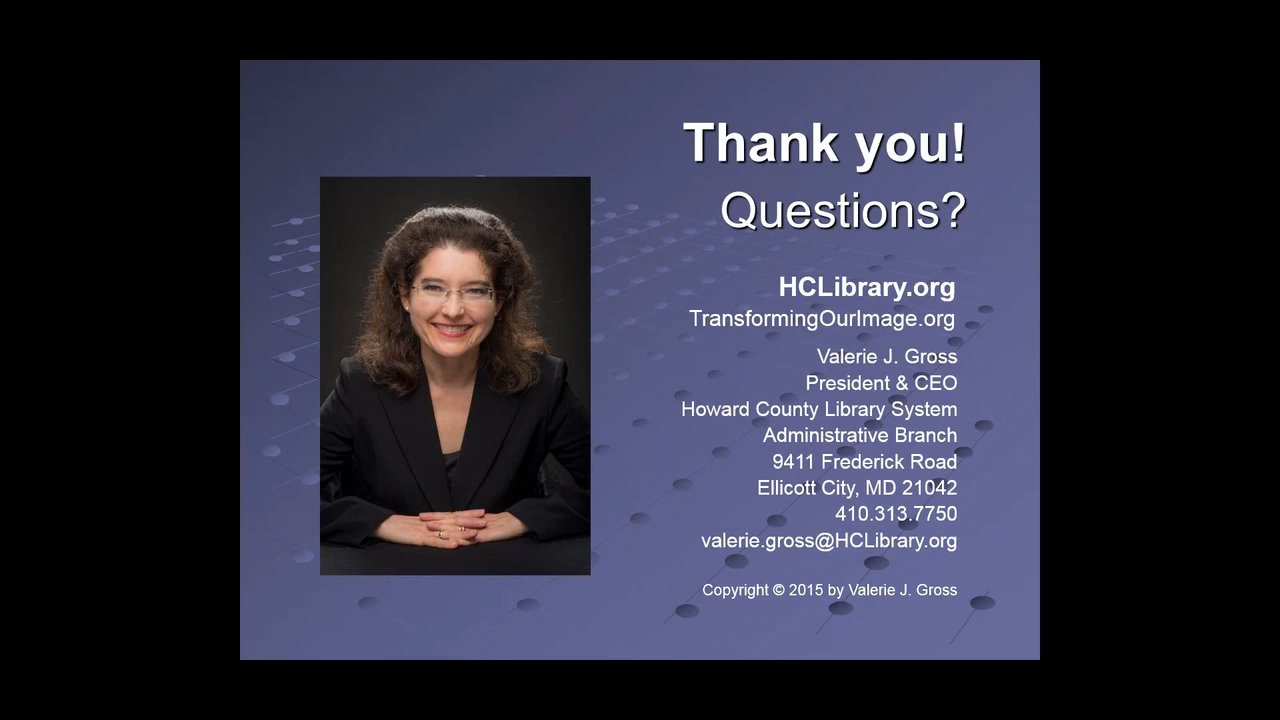 Thank you!
Questions?
HCLibrary.org
TransformingOurImage.org
Valerie J. Gross
President & CEO
Howard County Library System
Administrative Branch
9411 Frederick Road
Ellicott City, MD 21042
410.313.7750
valerie.gross@HCLibrary.org
Copyright © 2015 by Valerie J. Gross